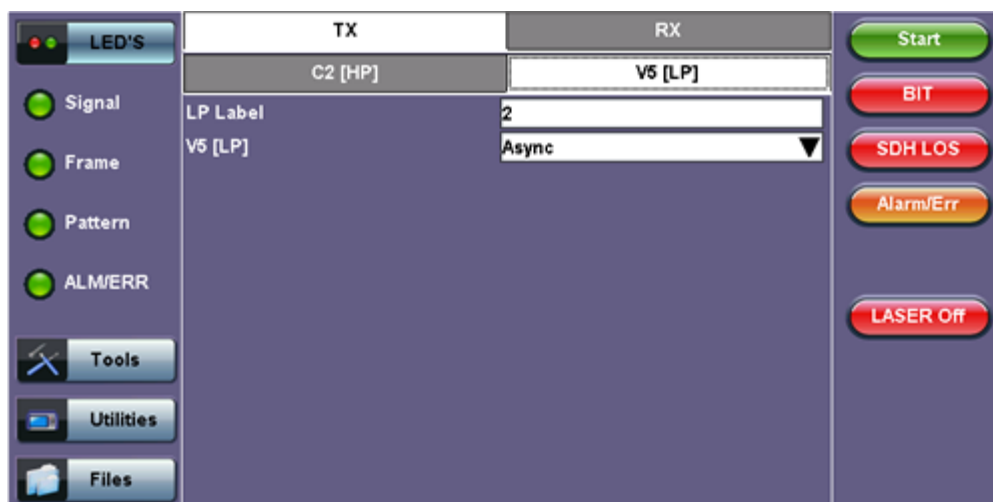 LED'S
Signal
Frame
Pattern
ALM/ERR
Tools
Utilities
Files
TX
RX
C2 [HP]
V5 [LP]
LP Label
2
V5 [LP]
Async
Start
BIT
SDH LOS
Alarm/Err
LASER Off